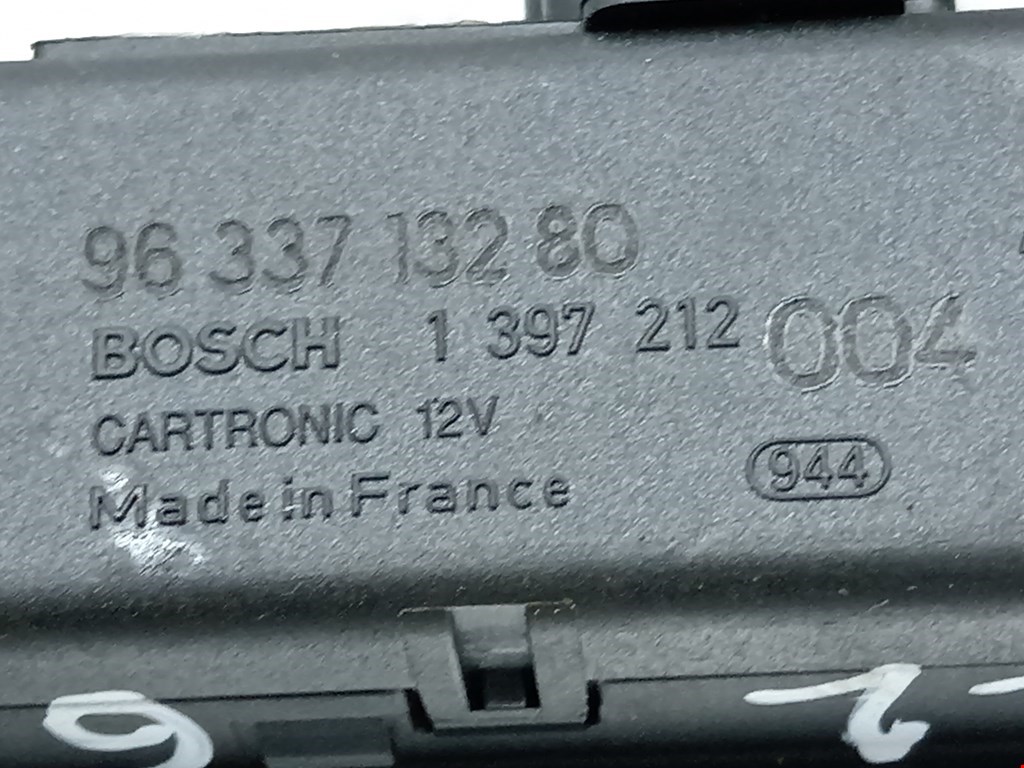 96 337 132 80
BOSCH 1 397 212 004
CARTRONIC 12V
Made in France
944